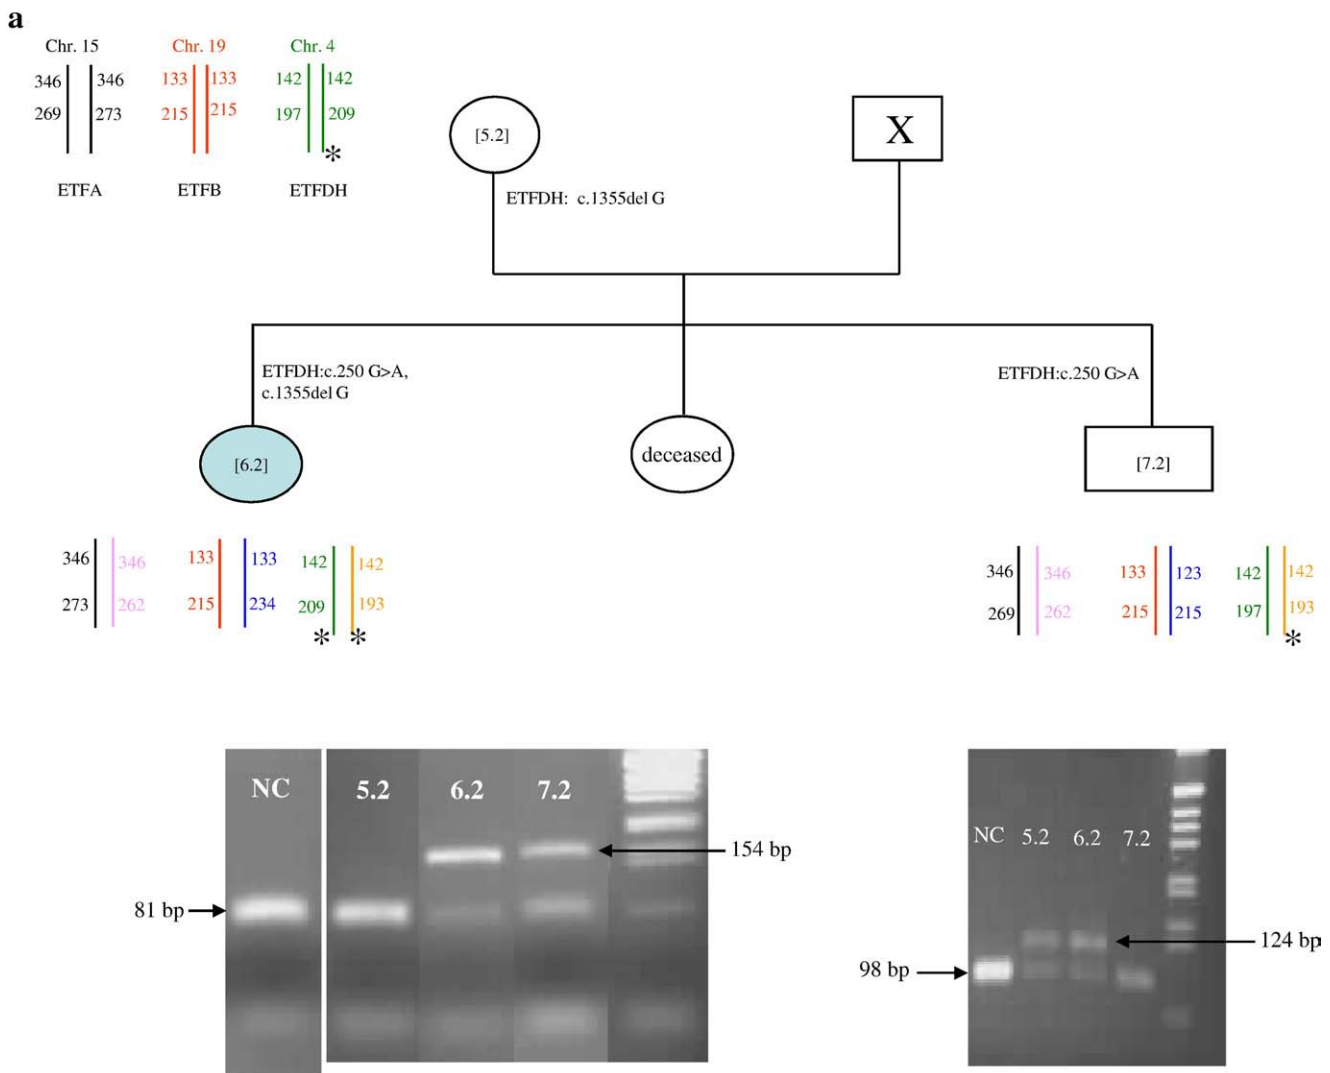 a
Chr. 15 Chr. 19 Chr. 4
346 346 133 133 142 142
269 273 215 215 197 209
*
ETFA ETFB ETFDH
[5.2] X
ETFDH: c.1355del G
ETFDH:c.250 G>A,
c.1355del G
ETFDH:c.250 G>A
[6.2] deceased [7.2]
346 346 133 133 142 142
273 262 215 234 209 193
* *
346 346 133 123 142 142
269 262 215 215 197 193
*
NC 5.2 6.2 7.2
154 bp
81 bp
NC 5.2 6.2 7.2
124 bp
98 bp